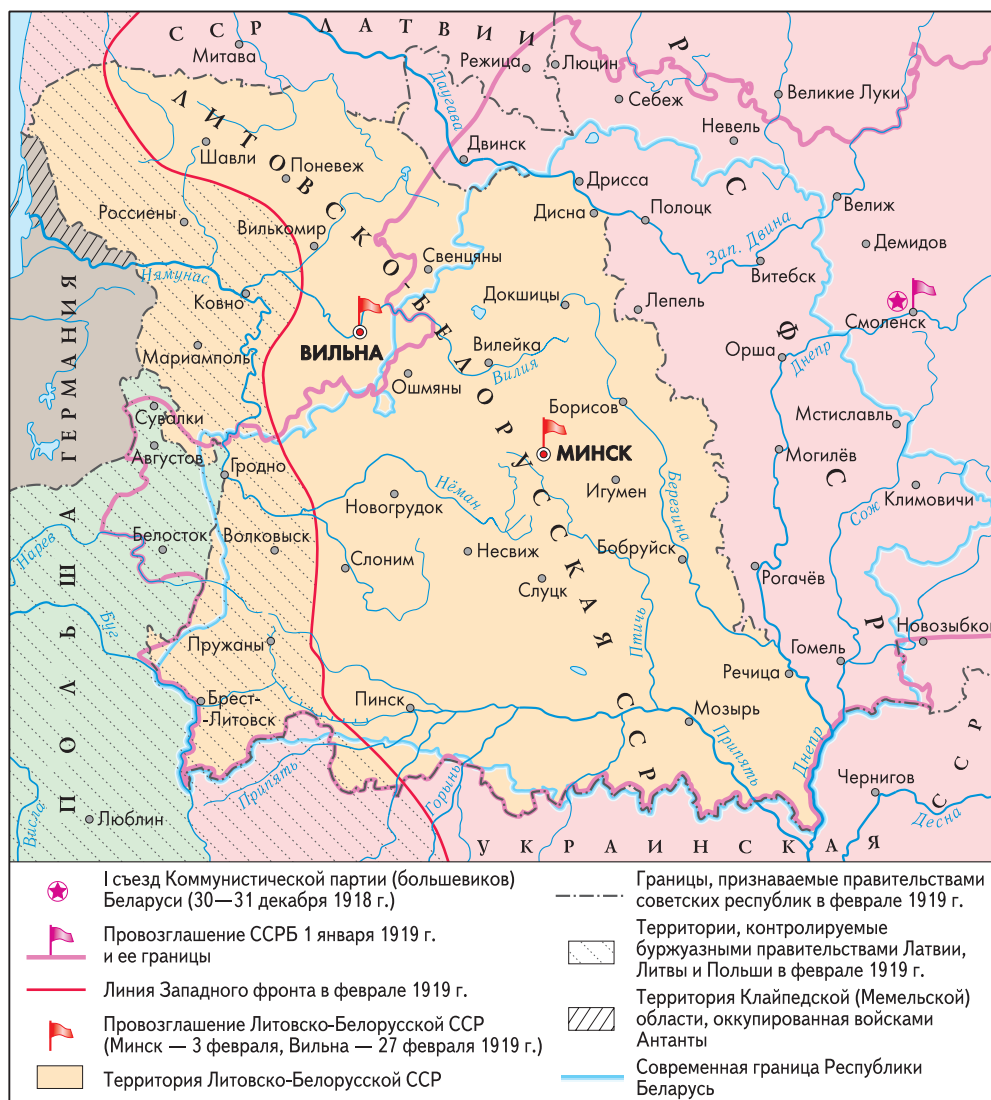 ССР ЛАТВИИ
Митава
Режица
Люцин
Р
Даугава
Себеж
Великие Луки
Невель
ЛИТОВСКО-БЕЛОРУССКАЯ ССР
Шавли
Поневеж
Двинск
Дрисса
С
Россиены
Вилькомир
Дисна
Полоцк
Велиж
Зап. Двина
Демидов
Витебск
Нямунас
Свенцяны
Ковно
Докшицы
Лепель
Смоленск
ГЕРМАНИЯ
ВИЛЬНА
Ф
Мариамполь
Вилейка
Вилия
Орша
Днепр
Ошмяны
Сувалки
Борисов
Мстиславль
Августов
МИНСК
Могилёв
Гродно
Нёман
Игумен
Березина
С
Климовичи
Новогрудок
Сож
Нарев
Белосток
Волковыск
Слоним
Несвиж
Бобруйск
Слуцк
Рогачёв
ПОЛЬША
Буг
Птичь
Р
Новозыбков
Пружаны
Гомель
Речица
Брест-
-Литовск
Пинск
Мозырь
Припять
Днепр
Припять
Горынь
Чернигов
Десна
Висла
Люблин
УКРАИНСКАЯ ССР
I съезд Коммунистической партии (большевиков)
Беларуси (30—31 декабря 1918 г.)
Провозглашение ССРБ 1 января 1919 г.
и ее границы
Линия Западного фронта в феврале 1919 г.
Провозглашение Литовско-Белорусской ССР
(Минск — 3 февраля, Вильна — 27 февраля 1919 г.)
Территория Литовско-Белорусской ССР
Границы, признаваемые правительствами
советских республик в феврале 1919 г.
Территории, контролируемые
буржуазными правительствами Латвии,
Литвы и Польши в феврале 1919 г.
Территория Клайпедской (Мемельской)
области, оккупированная войсками
Антанты
Современная граница Республики
Беларусь